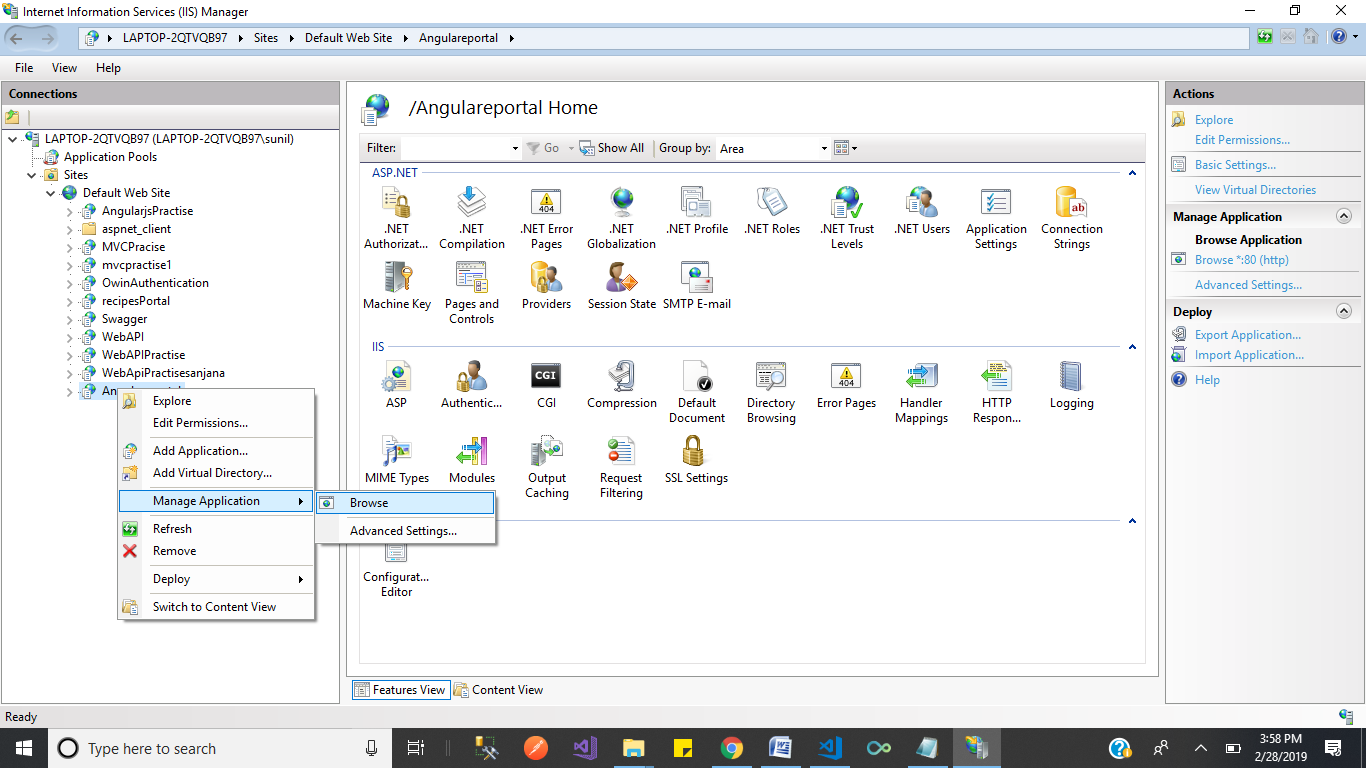 Internet Information Services (IIS) Manager
LAPTOP-2QTVQB97 Sites Default Web Site Angulareportal
File View Help
Connections
LAPTOP-2QTVQB97 (LAPTOP-2QTVQB97\sunil)
Application Pools
Sites
Default Web Site
AngularjsPractise
aspnet_client
MVCPracise
mvcpractise1
OwinAuthentication
recipesPortal
Swagger
WebAPI
WebAPIPractise
WebApiPractisesanjana
Explore
Edit Permissions...
Add Application...
Add Virtual Directory...
Manage Application
Refresh
Remove
Deploy
Switch to Content View
Browse
Advanced Settings...
/Angulareportal Home
Filter: Go Show All Group by: Area
ASP.NET
.NET Authorizat...
.NET Compilation
.NET Error Pages
.NET Globalization
.NET Profile
.NET Roles
.NET Trust Levels
.NET Users
Application Settings
Connection Strings
Machine Key
Pages and Controls
Providers
Session State
SMTP E-mail
IIS
ASP
Authentic...
CGI
CGI
Compression
Default Document
Directory Browsing
Error Pages
Handler Mappings
HTTP Respon...
Logging
MIME Types
Modules
Output Caching
Request Filtering
SSL Settings
Configurat... Editor
Features View Content View
Actions
Explore
Edit Permissions...
Basic Settings...
View Virtual Directories
Manage Application
Browse Application
Browse *:80 (http)
Advanced Settings...
Deploy
Export Application...
Import Application...
Help
Ready
Type here to search
3:58 PM
2/28/2019